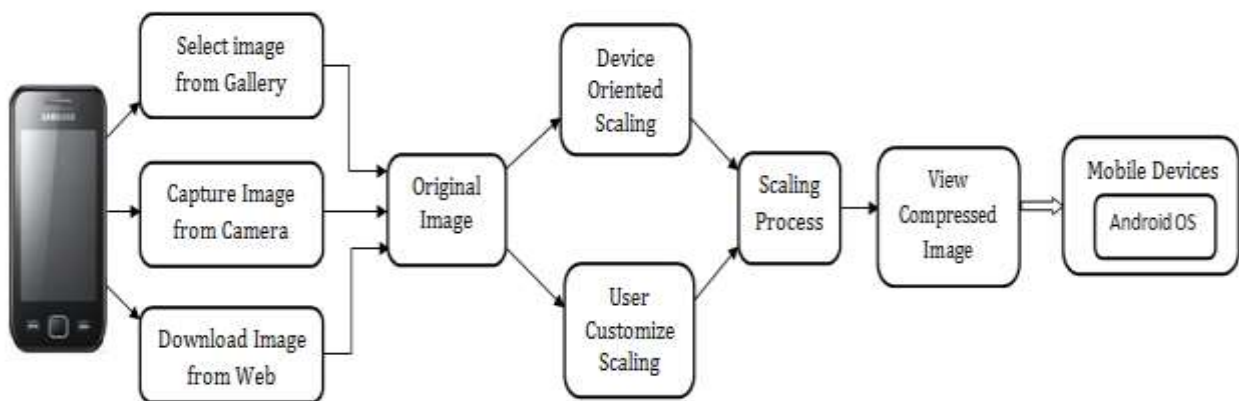 SAMSUNG
Select image
from Gallery
Capture Image
from Camera
Download Image
from Web
Original
Image
Device
Oriented
Scaling
User
Customize
Scaling
Scaling
Process
View
Compressed
Image
Mobile Devices
Android OS